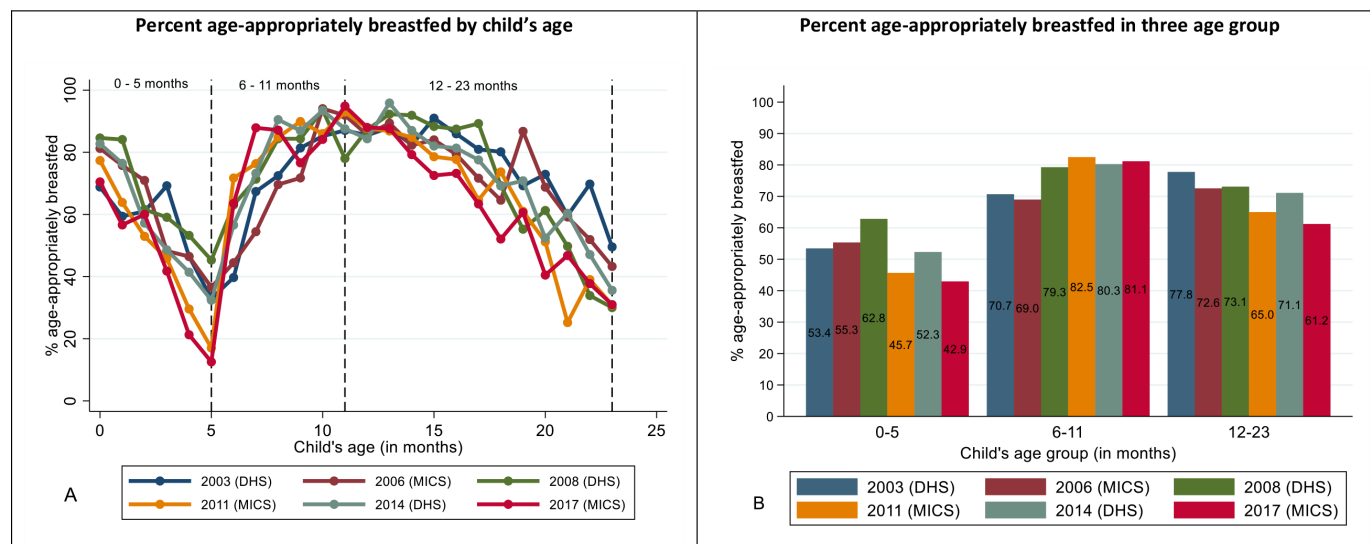 Percent age-appropriately breastfed by child's age
0 - 5 months
6 - 11 months
12 - 23 months
% age-appropriately breastfed
100
80
60
40
20
0
0
5
10
15
20
25
Child's age (in months)
A
2003 (DHS)
2006 (MICS)
2008 (DHS)
2011 (MICS)
2014 (DHS)
2017 (MICS)
Percent age-appropriately breastfed in three age group
% age-appropriately breastfed
100
90
80
70
60
50
40
30
20
10
0
53.4
55.3
62.8
45.7
52.3
42.9
70.7
69.0
79.3
82.5
80.3
81.1
77.8
72.6
73.1
65.0
71.1
61.2
0-5
6-11
12-23
Child's age group (in months)
B
2003 (DHS)
2006 (MICS)
2008 (DHS)
2011 (MICS)
2014 (DHS)
2017 (MICS)